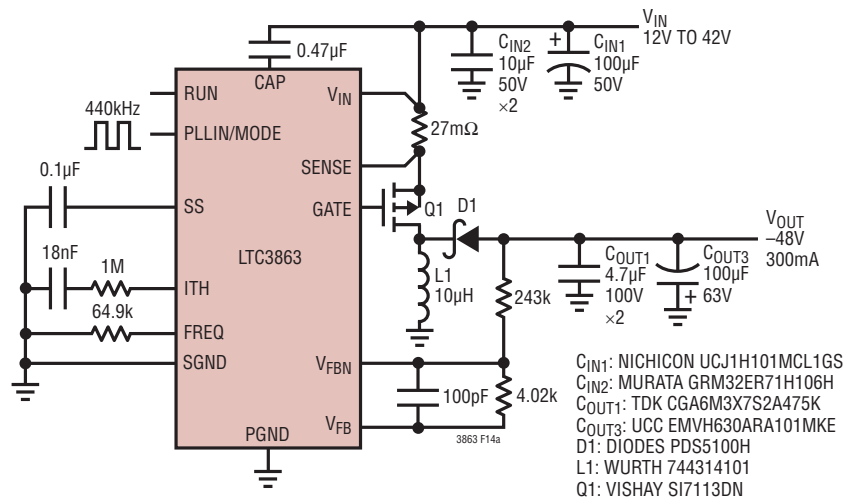 V_IN
12V TO 42V
0.47µF
C_IN2
10µF
50V
×2
+
C_IN1
100µF
50V
CAP
RUN
V_IN
440kHz
PLLIN/MODE
27mΩ
SENSE
0.1µF
SS
GATE
Q1
D1
V_OUT
–48V
300mA
LTC3863
18nF
1M
ITH
L1
10µH
243k
C_OUT1
4.7µF
100V
×2
C_OUT3
100µF
63V
+
64.9k
FREQ
SGND
V_FBN
100pF
4.02k
V_FB
PGND
3863 F14a
C_IN1: NICHICON UCJ1H101MCL1GS
C_IN2: MURATA GRM32ER71H106H
C_OUT1: TDK CGA6M3X7S2A475K
C_OUT3: UCC EMVH630ARA101MKE
D1: DIODES PDS5100H
L1: WURTH 744314101
Q1: VISHAY SI7113DN